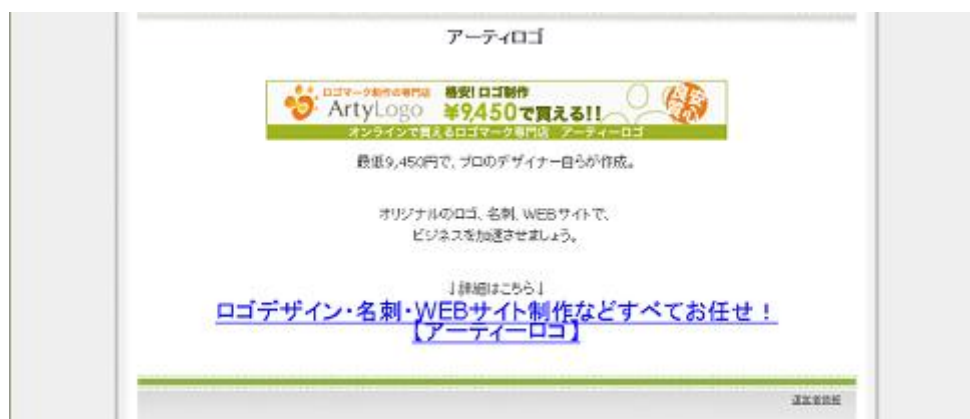 アーティロゴ
ロゴマーク制作の専門店
ArtyLogo
格安!ロゴ制作
¥9,450で買える!!
格安
安心
オンラインで買えるロゴマーク専門店 アーティーロゴ
最低9,450円で、プロのデザイナー自らが作成。
オリジナルのロゴ、名刺、WEBサイトで、
ビジネスを加速させましょう。
↓詳細はこちら↓
ロゴデザイン・名刺・WEBサイト制作などすべてお任せ!
【アーティーロゴ】
運営者情報